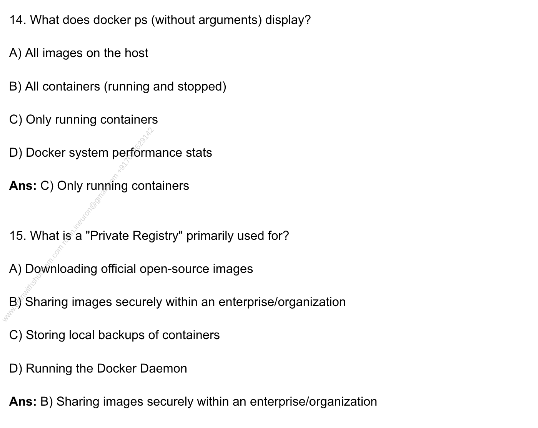 14. What does docker ps (without arguments) display?
A) All images on the host
B) All containers (running and stopped)
C) Only running containers
D) Docker system performance stats
Ans: C) Only running containers
15. What is a "Private Registry" primarily used for?
A) Downloading official open-source images
B) Sharing images securely within an enterprise/organization
C) Storing local backups of containers
D) Running the Docker Daemon
Ans: B) Sharing images securely within an enterprise/organization